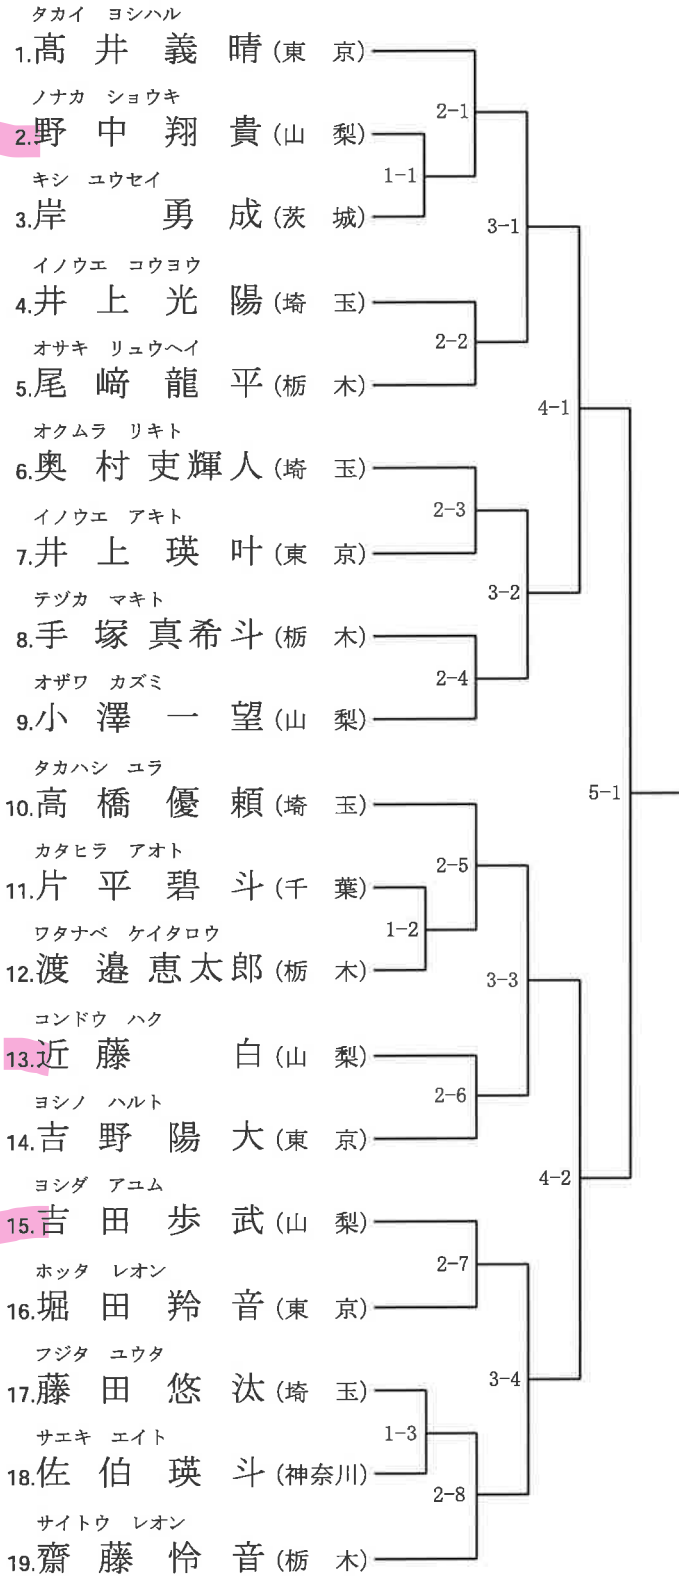 タカイ ヨシハル
1.髙井義晴(東京)
2-1
ノナカ ショウキ
2.野中翔貴(山梨)
1-1
キシ ユウセイ
3.岸勇成(茨城)
3-1
イノウエ コウヨウ
4.井上光陽(埼玉)
2-2
オサキ リュウヘイ
5.尾﨑龍平(栃木)
4-1
オクムラ リキト
6.奥村吏輝人(埼玉)
2-3
イノウエ アキト
7.井上瑛叶(東京)
3-2
テヅカ マキト
8.手塚真希斗(栃木)
2-4
オザワ カズミ
9.小澤一望(山梨)
5-1
タカハシ ユラ
10.高橋優頼(埼玉)
2-5
カタヒラ アオト
11.片平碧斗(千葉)
1-2
ワタナベ ケイタロウ
12.渡邉恵太郎(栃木)
3-3
コンドウ ハク
13.近藤白(山梨)
2-6
ヨシノ ハルト
14.吉野陽大(東京)
4-2
ヨシダ アユム
15.吉田歩武(山梨)
2-7
ホッタ レオン
16.堀田羚音(東京)
3-4
フジタ ユウタ
17.藤田悠汰(埼玉)
1-3
サエキ エイト
18.佐伯瑛斗(神奈川)
2-8
サイトウ レオン
19.齋藤怜音(栃木)